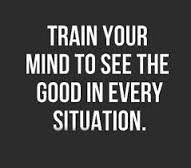 TRAIN YOUR
MIND TO SEE THE
GOOD IN EVERY
SITUATION.